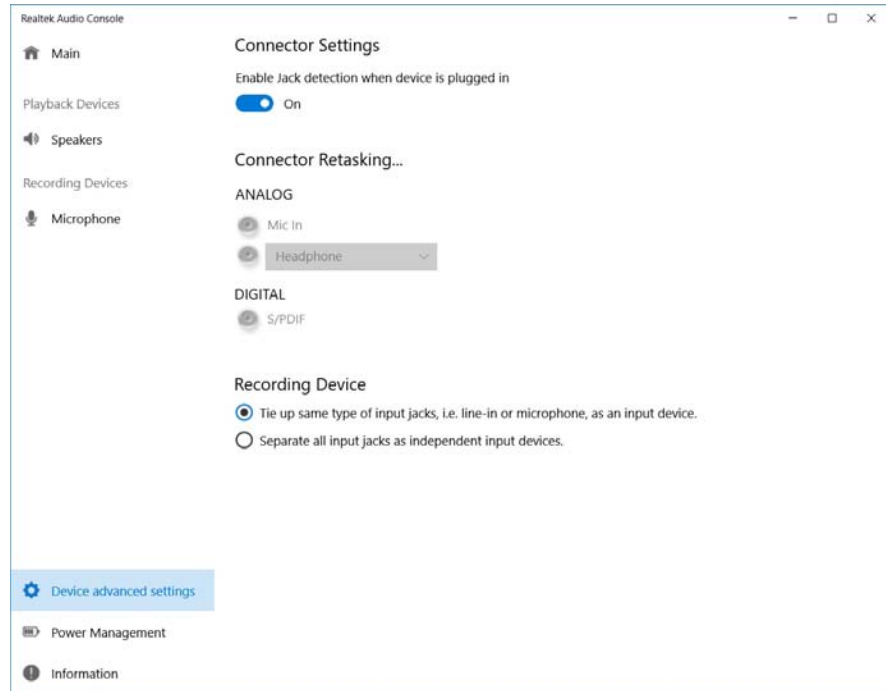 Realtek Audio Console
Main
Playback Devices
Speakers
Recording Devices
Microphone
Device advanced settings
Power Management
Information
Connector Settings
Enable Jack detection when device is plugged in
On
Connector Retasking...
ANALOG
Mic In
Headphone
DIGITAL
S/PDIF
Recording Device
Tie up same type of input jacks, i.e. line-in or microphone, as an input device.
Separate all input jacks as independent input devices.